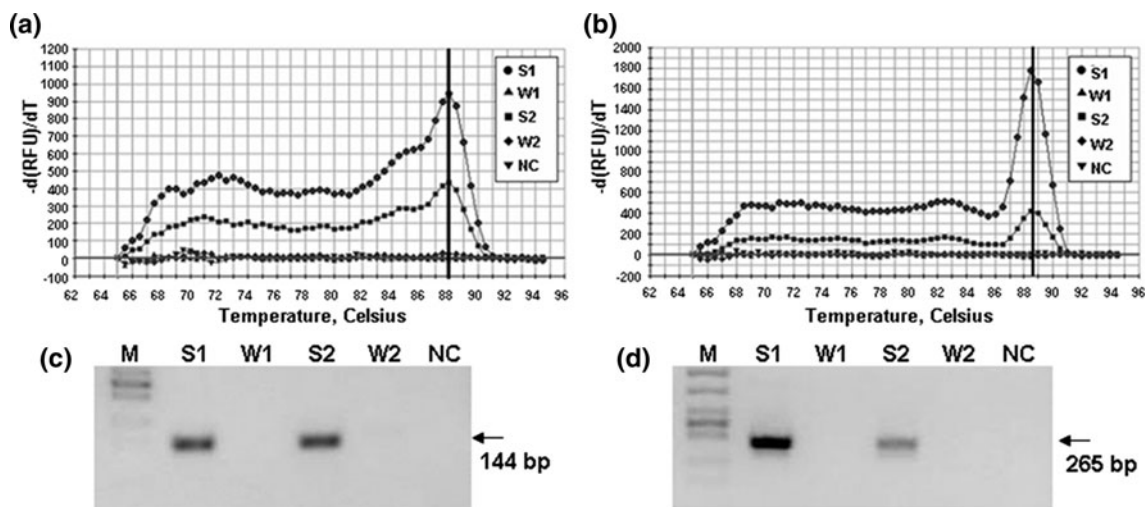 (a)
1200
1100
1000
900
800
700
600
500
400
300
200
100
0
-100
-d(RFU)/dT
62 64 66 68 70 72 74 76 78 80 82 84 86 88 90 92 94 96
Temperature, Celsius
S1
W1
S2
W2
NC
(b)
2000
1800
1600
1400
1200
1000
800
600
400
200
0
-200
-d(RFU)/dT
62 64 66 68 70 72 74 76 78 80 82 84 86 88 90 92 94 96
Temperature, Celsius
S1
W1
S2
W2
NC
(c)
M S1 W1 S2 W2 NC
144 bp
(d)
M S1 W1 S2 W2 NC
265 bp